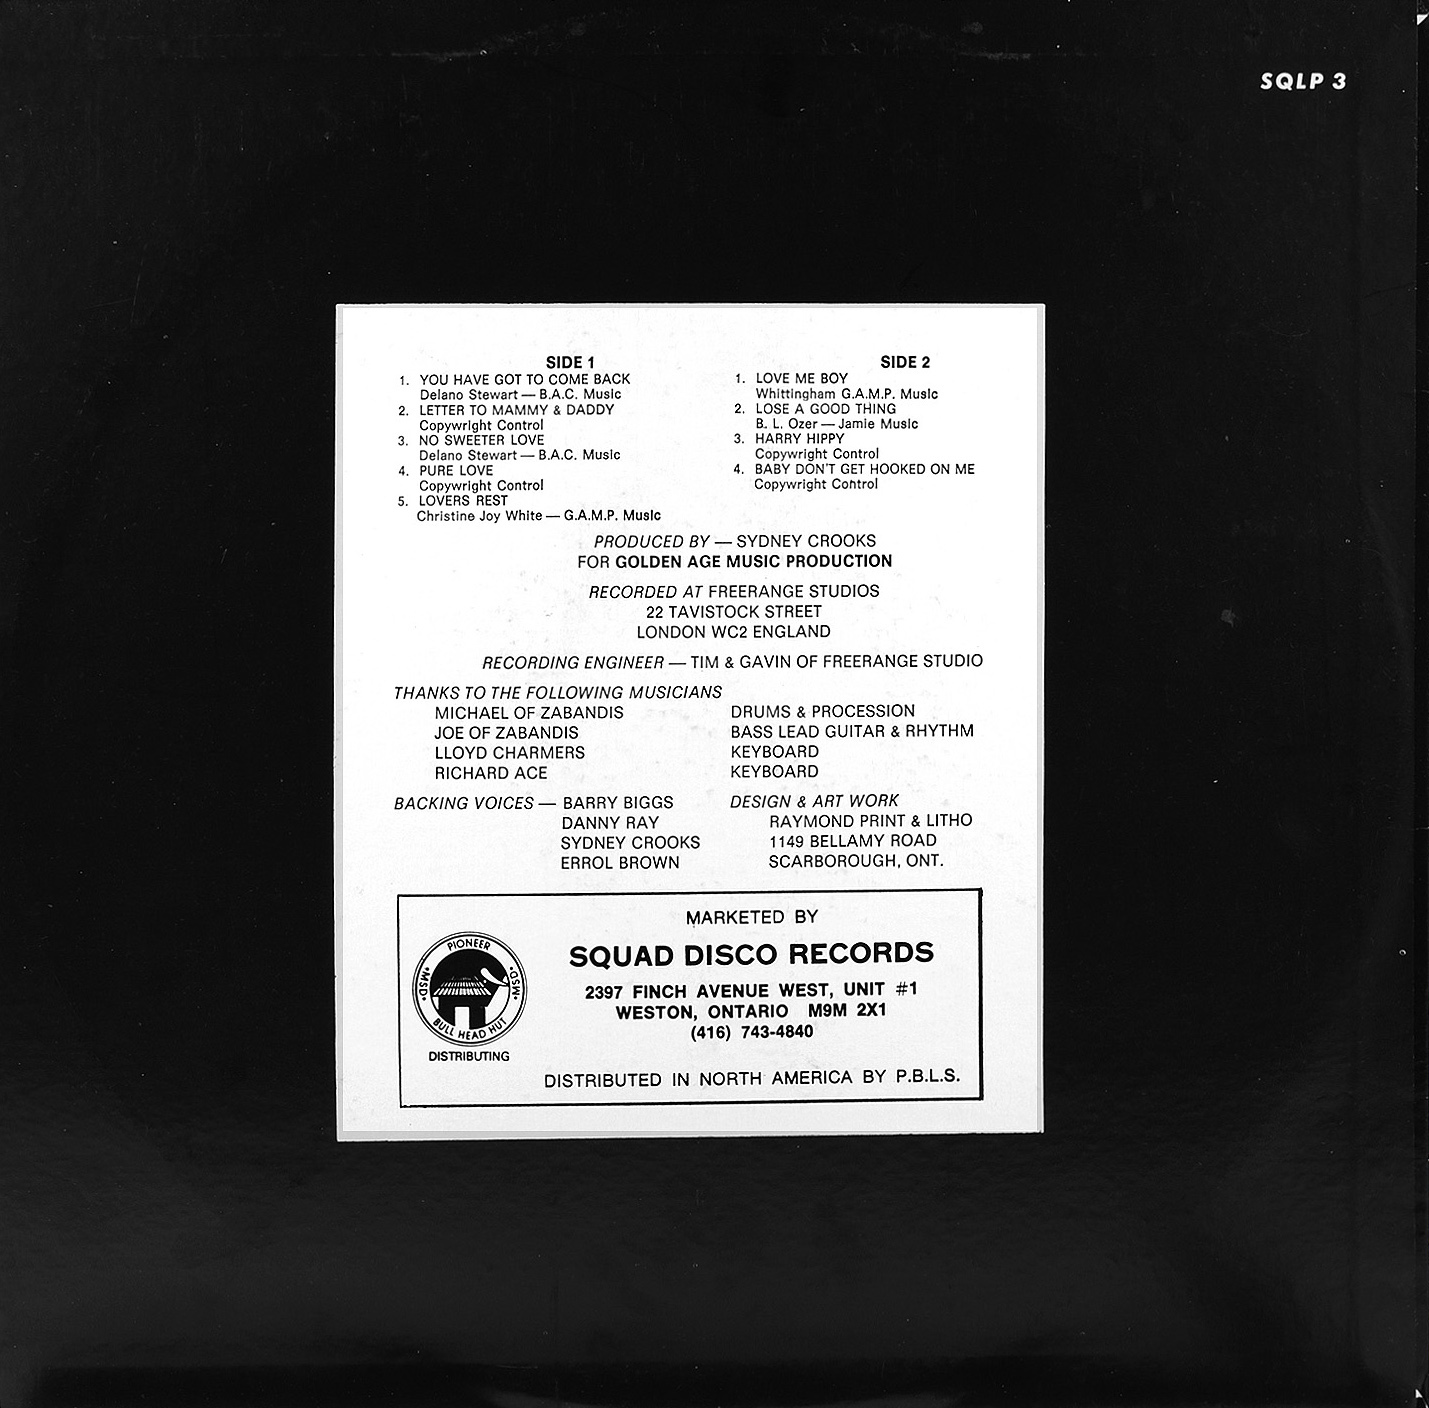 SQLP 3
SIDE 1
1. YOU HAVE GOT TO COME BACK
Delano Stewart — B.A.C. Music
2. LETTER TO MAMMY & DADDY
Copywright Control
3. NO SWEETER LOVE
Delano Stewart — B.A.C. Music
4. PURE LOVE
Copywright Control
5. LOVERS REST
Christine Joy White — G.A.M.P. Music
SIDE 2
1. LOVE ME BOY
Whittingham G.A.M.P. Music
2. LOSE A GOOD THING
B. L. Ozer — Jamie Music
3. HARRY HIPPY
Copywright Control
4. BABY DON'T GET HOOKED ON ME
Copywright Control
PRODUCED BY — SYDNEY CROOKS
FOR GOLDEN AGE MUSIC PRODUCTION
RECORDED AT FREERANGE STUDIOS
22 TAVISTOCK STREET
LONDON WC2 ENGLAND
RECORDING ENGINEER — TIM & GAVIN OF FREERANGE STUDIO
THANKS TO THE FOLLOWING MUSICIANS
MICHAEL OF ZABANDIS DRUMS & PROCESSION
JOE OF ZABANDIS BASS LEAD GUITAR & RHYTHM
LLOYD CHARMERS KEYBOARD
RICHARD ACE KEYBOARD
BACKING VOICES — BARRY BIGGS
DANNY RAY
SYDNEY CROOKS
ERROL BROWN
DESIGN & ART WORK
RAYMOND PRINT & LITHO
1149 BELLAMY ROAD
SCARBOROUGH, ONT.
PIONEER
•MSD• •MSD•
BULL HEAD HUT
DISTRIBUTING
MARKETED BY
SQUAD DISCO RECORDS
2397 FINCH AVENUE WEST, UNIT #1
WESTON, ONTARIO M9M 2X1
(416) 743-4840
DISTRIBUTED IN NORTH AMERICA BY P.B.L.S.